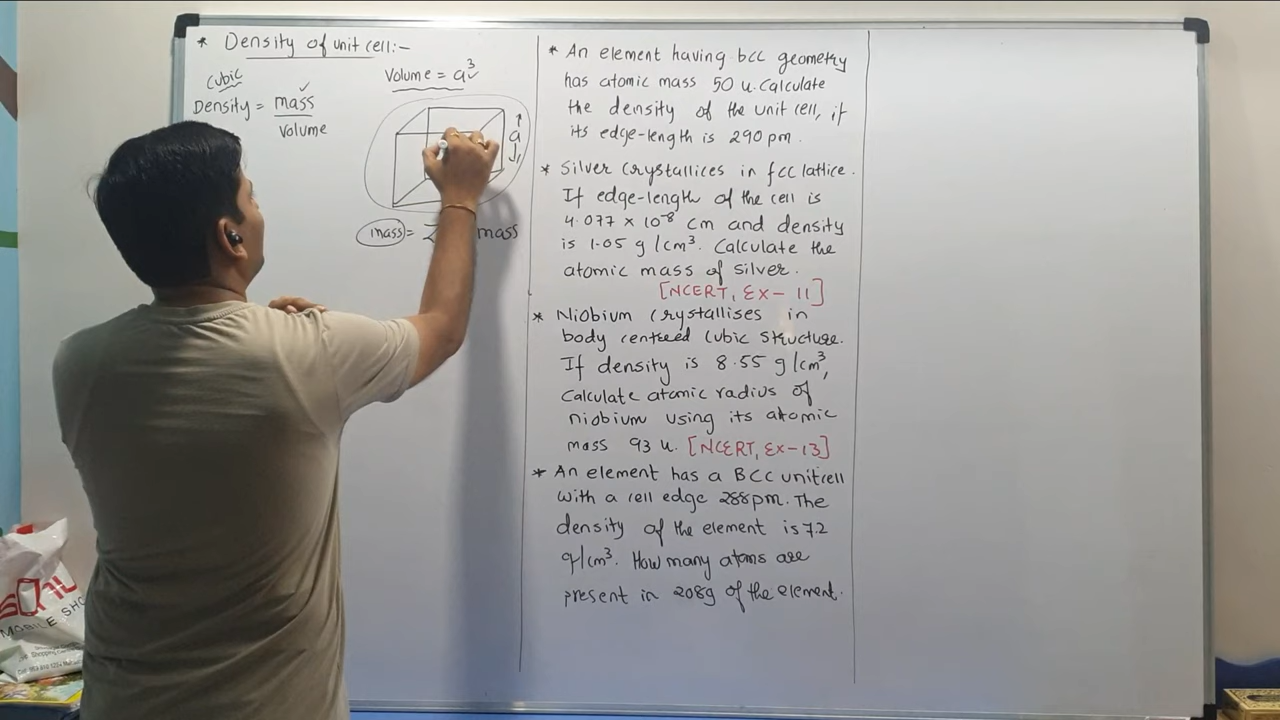 * Density of unit cell:-
Cubic
Density = mass
Volume
Volume = a³
a
mass = Z mass
* An element having bcc geometry
has atomic mass 50 u. Calculate
the density of the unit cell, if
its edge-length is 290 pm.
* Silver crystallices in fcc lattice.
If edge-length of the cell is
4.077 × 10⁻⁸ cm and density
is 1.05 g/cm³. Calculate the
atomic mass of silver.
[NCERT, Ex-11]
* Niobium crystallises in
body centred cubic structure.
If density is 8.55 g/cm³,
Calculate atomic radius of
niobium using its atomic
mass 93 u. [NCERT, Ex-13]
* An element has a BCC unitcell
with a cell edge 288pm. The
density of the element is 7.2
g/cm³. How many atoms are
present in 208g of the element.
MOBILE SHO